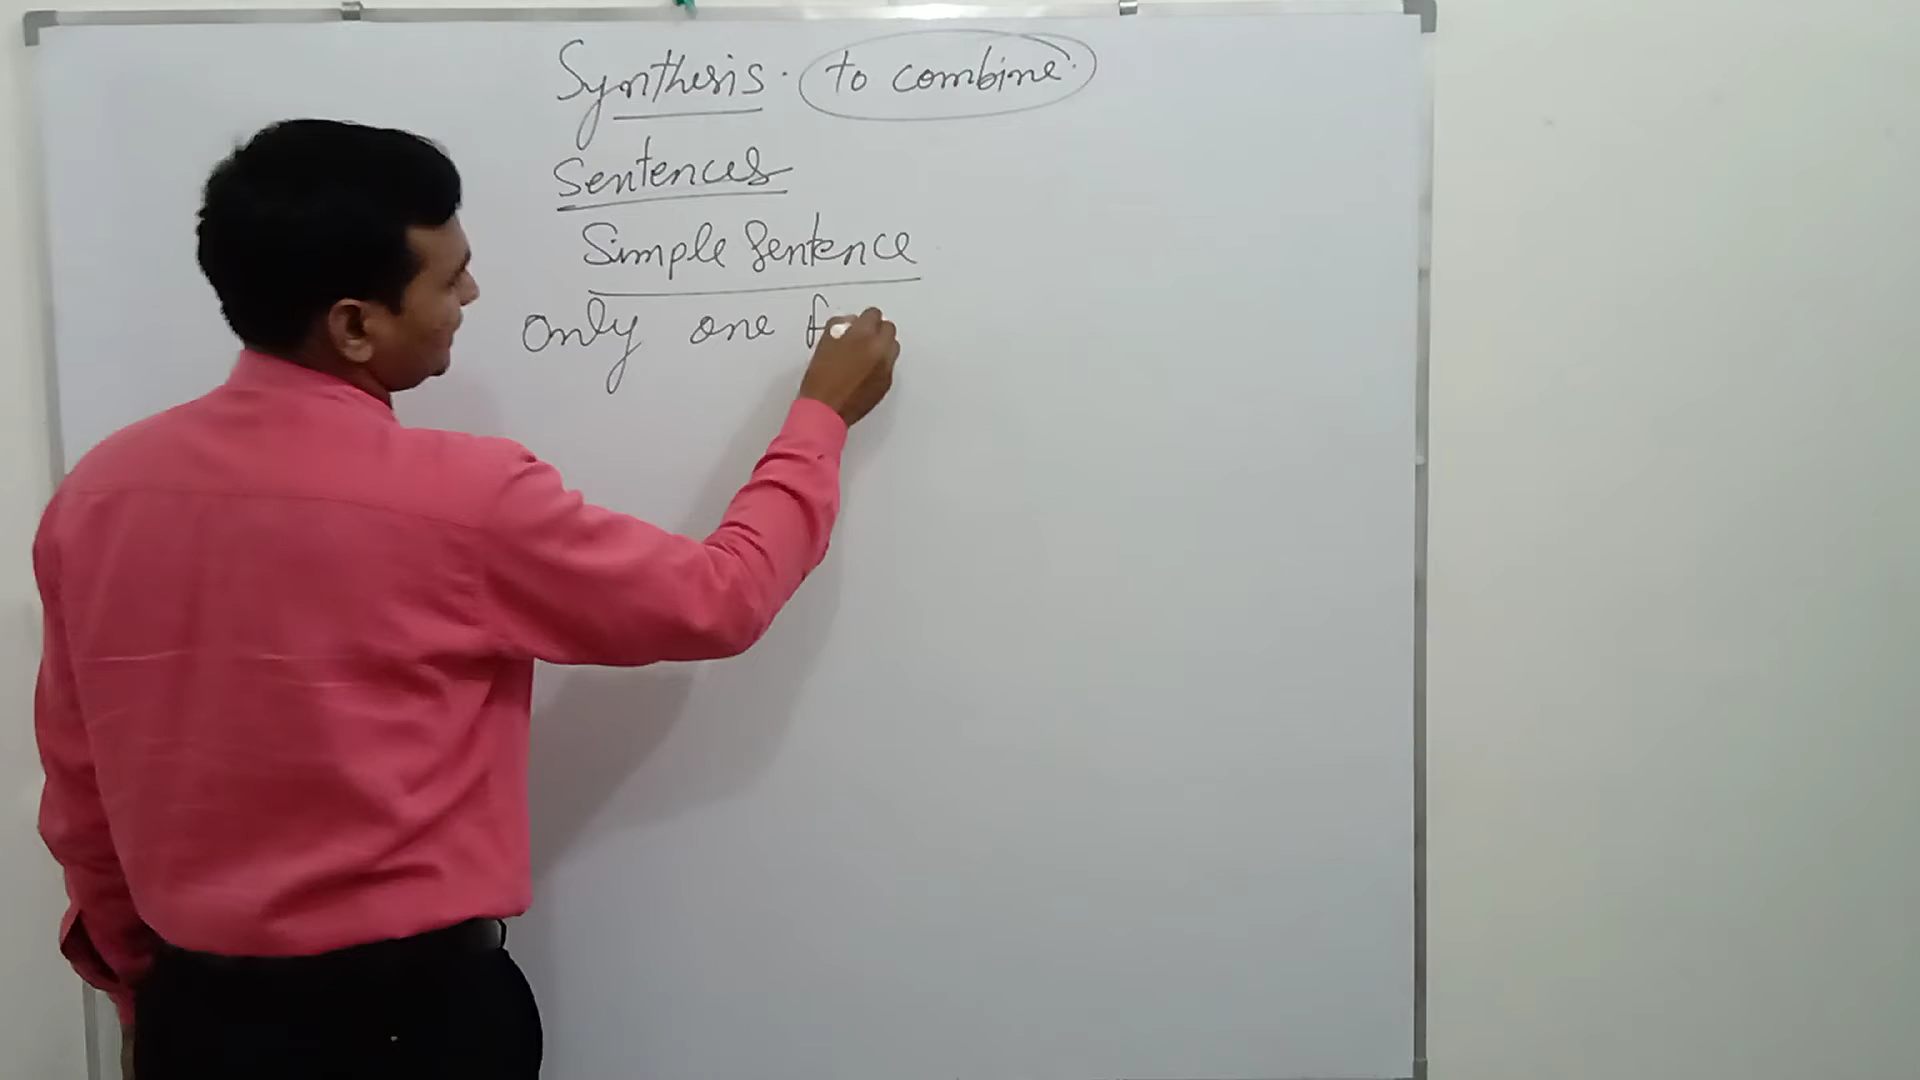 Synthesis. to combine.
Sentences
Simple Sentence
only one